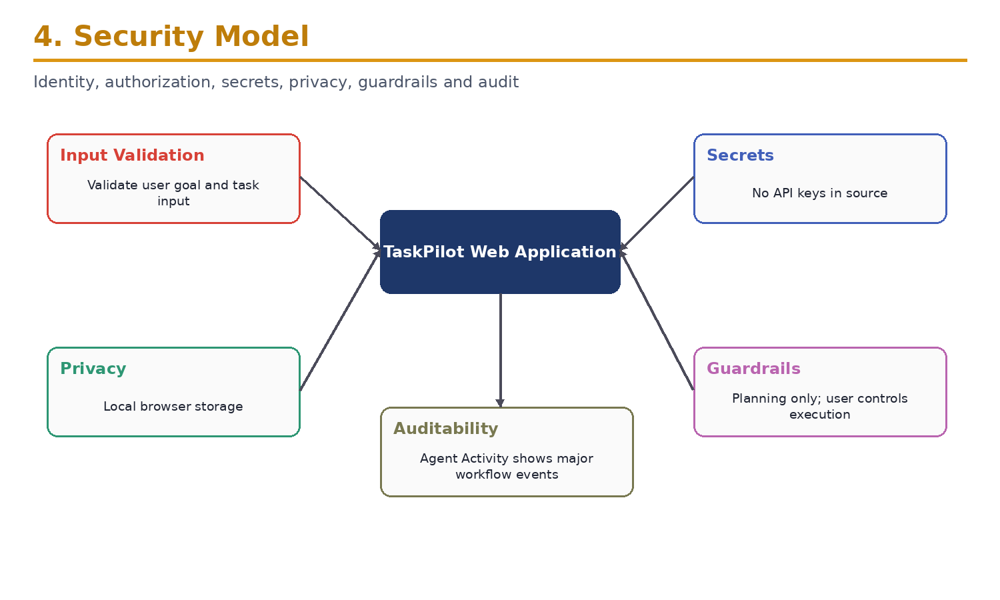 4. Security Model
Identity, authorization, secrets, privacy, guardrails and audit
Input Validation
Validate user goal and task
input
Secrets
No API keys in source
TaskPilot Web Application
Privacy
Local browser storage
Guardrails
Planning only; user controls
execution
Auditability
Agent Activity shows major
workflow events